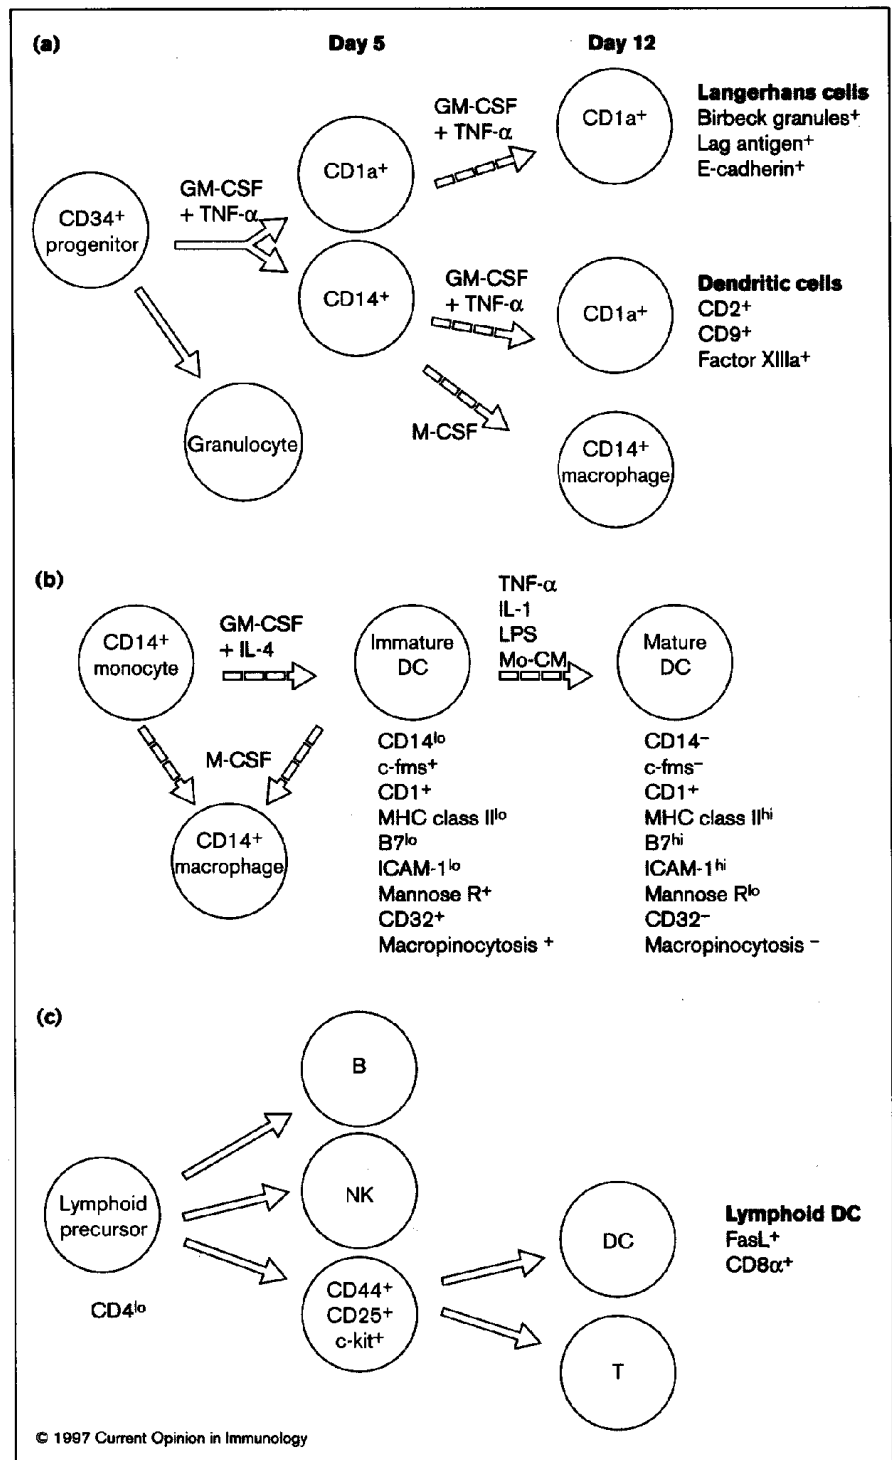 (a)
Day 5
Day 12
CD34⁺
progenitor
GM-CSF
+ TNF-α
CD1a⁺
CD14⁺
Granulocyte
GM-CSF
+ TNF-α
CD1a⁺
Langerhans cells
Birbeck granules⁺
Lag antigen⁺
E-cadherin⁺
GM-CSF
+ TNF-α
CD1a⁺
Dendritic cells
CD2⁺
CD9⁺
Factor XIIIa⁺
M-CSF
CD14⁺
macrophage
(b)
CD14⁺
monocyte
GM-CSF
+ IL-4
Immature
DC
TNF-α
IL-1
LPS
Mo-CM
Mature
DC
M-CSF
CD14⁺
macrophage
CD14ˡᵒ
c-fms⁺
CD1⁺
MHC class IIˡᵒ
B7ˡᵒ
ICAM-1ˡᵒ
Mannose R⁺
CD32⁺
Macropinocytosis ⁺
CD14⁻
c-fms⁻
CD1⁺
MHC class IIʰⁱ
B7ʰⁱ
ICAM-1ʰⁱ
Mannose Rˡᵒ
CD32⁻
Macropinocytosis ⁻
(c)
Lymphoid
precursor
CD4ˡᵒ
B
NK
CD44⁺
CD25⁺
c-kit⁺
DC
T
Lymphoid DC
FasL⁺
CD8α⁺
© 1997 Current Opinion in Immunology